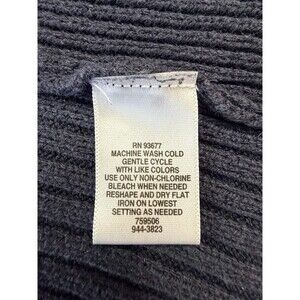 RN 93677
MACHINE WASH COLD
GENTLE CYCLE
WITH LIKE COLORS
USE ONLY NON-CHLORINE
BLEACH WHEN NEEDED
RESHAPE AND DRY FLAT
IRON ON LOWEST
SETTING AS NEEDED
759506
944-3823